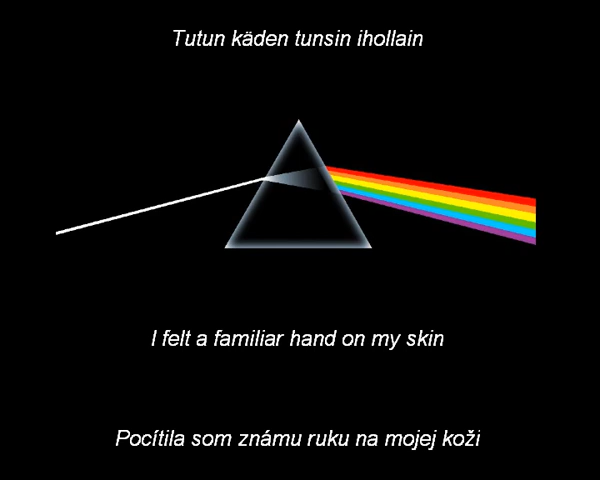 Tutun käden tunsin ihollain
I felt a familiar hand on my skin
Pocítila som známu ruku na mojej koži